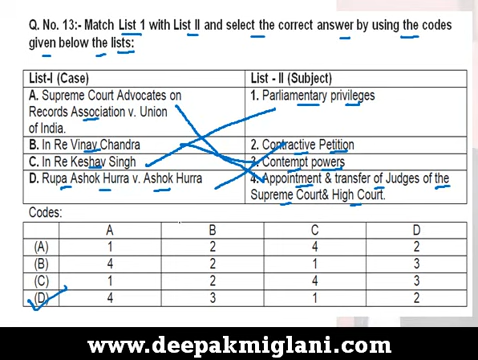 Q. No. 13:- Match List 1 with List II and select the correct answer by using the codes
given below the lists:
List-I (Case) List - II (Subject)
A. Supreme Court Advocates on 1. Parliamentary privileges
Records Association v. Union
of India.
B. In Re Vinay Chandra 2. Contractive Petition
C. In Re Keshav Singh 3. Contempt powers
D. Rupa Ashok Hurra v. Ashok Hurra 4. Appointment & transfer of Judges of the
Supreme Court& High Court.
Codes:
A B C D
(A) 1 2 4 2
(B) 4 2 1 3
(C) 1 2 4 3
(D) 4 3 1 2
www.deepakmiglani.com